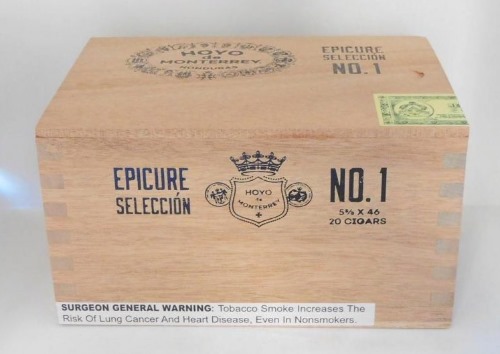 HOYO
de
MONTERREY
HONDURAS
EPICURE
SELECCIÓN
NO. 1
EPICURE
SELECCIÓN
HOYO
de
MONTERREY
NO. 1
5⅝ X 46
20 CIGARS
SURGEON GENERAL WARNING: Tobacco Smoke Increases The
Risk Of Lung Cancer And Heart Disease, Even In Nonsmokers.